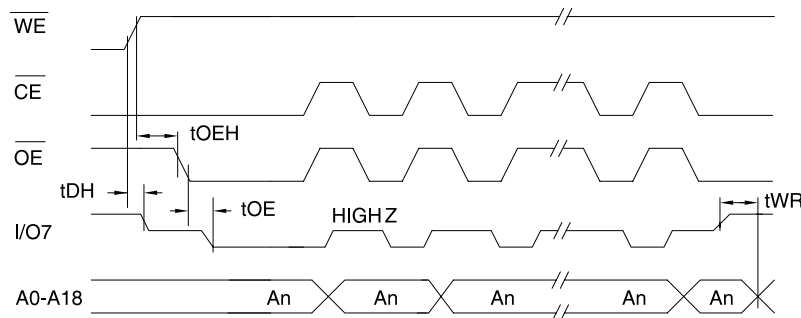 WE
CE
tOEH
OE
tDH
tOE
tWR
HIGH Z
I/O7
A0-A18 An An An An An